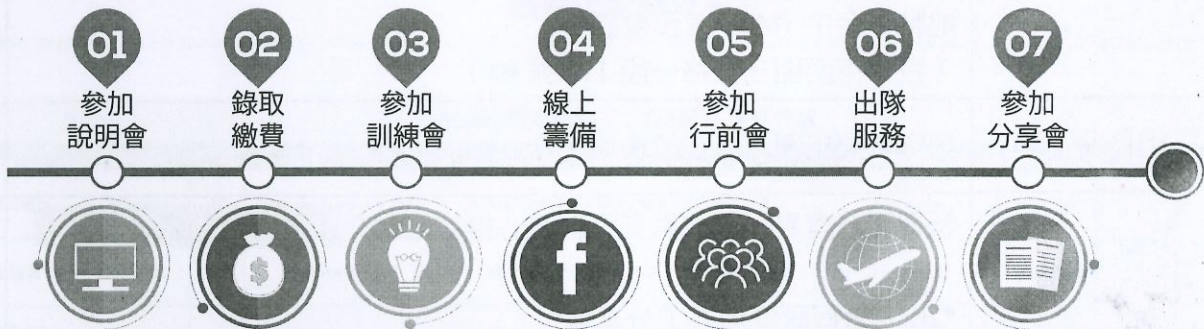 01
參加
說明會
02
錄取
繳費
03
參加
訓練會
04
線上
籌備
05
參加
行前會
06
出隊
服務
07
參加
分享會
$
f